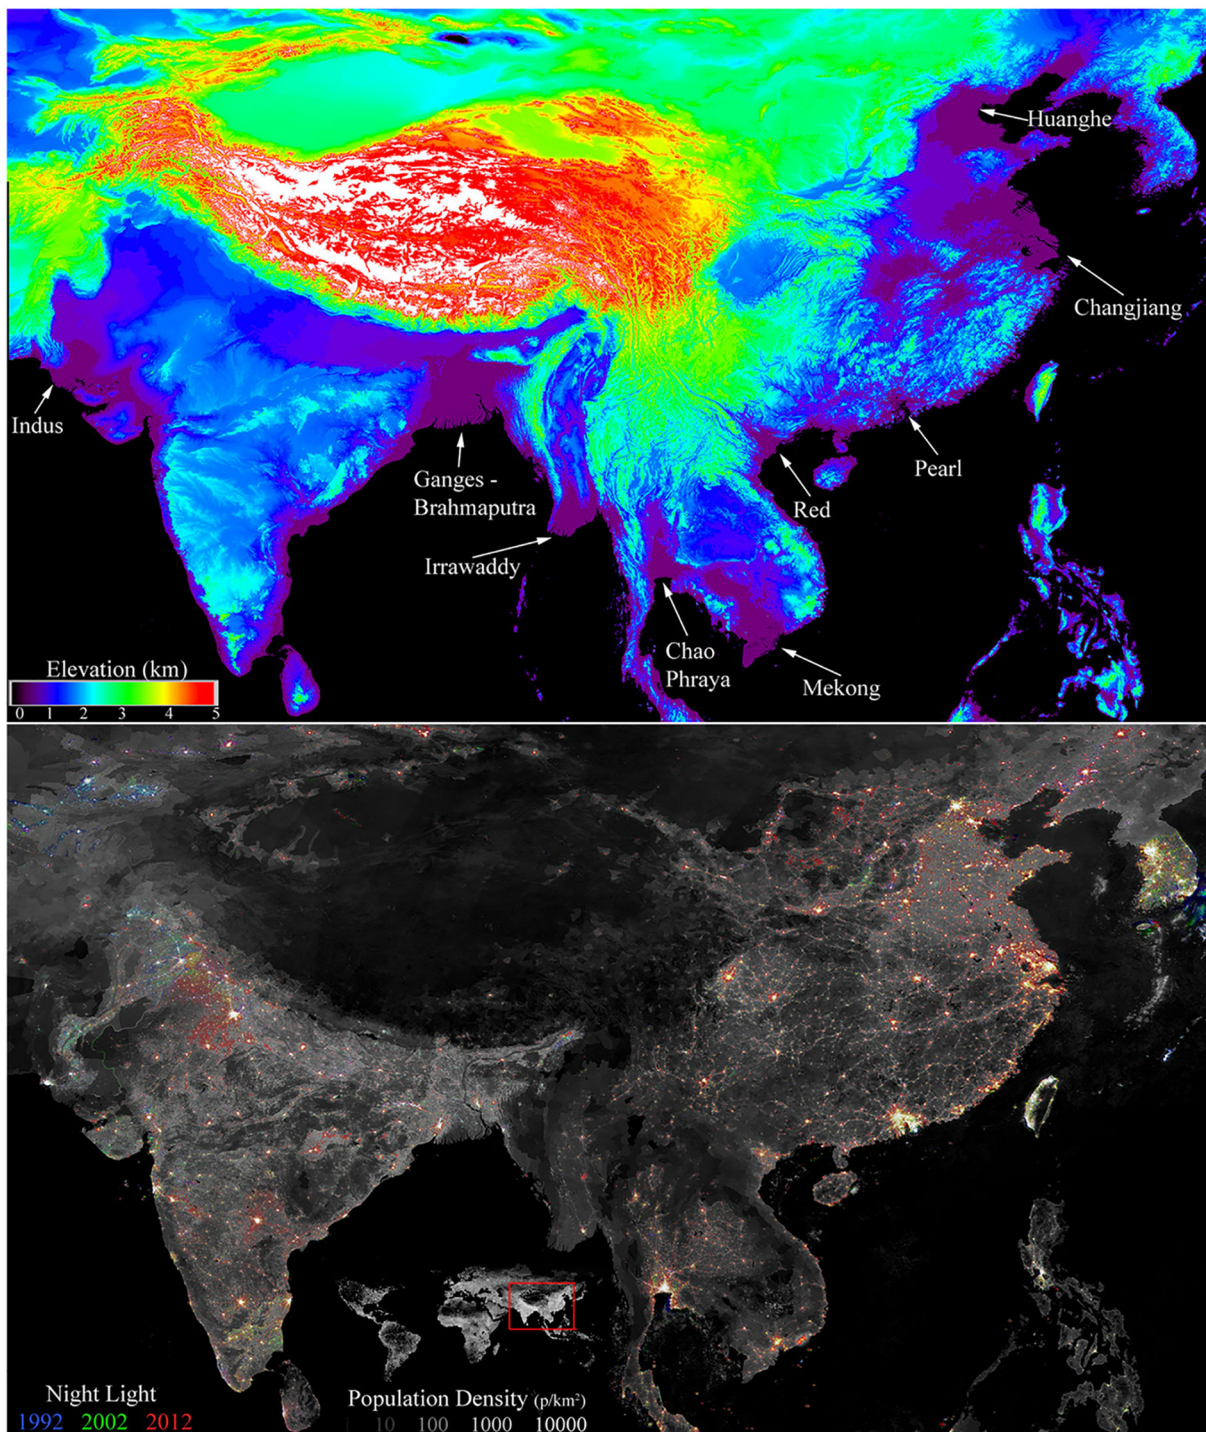 Huanghe
Changjiang
Indus
Pearl
Ganges -
Brahmaputra
Red
Irrawaddy
Chao
Phraya
Mekong
Elevation (km)
0 1 2 3 4 5
Night Light
1992 2002 2012
Population Density (p/km²)
10 100 1000 10000